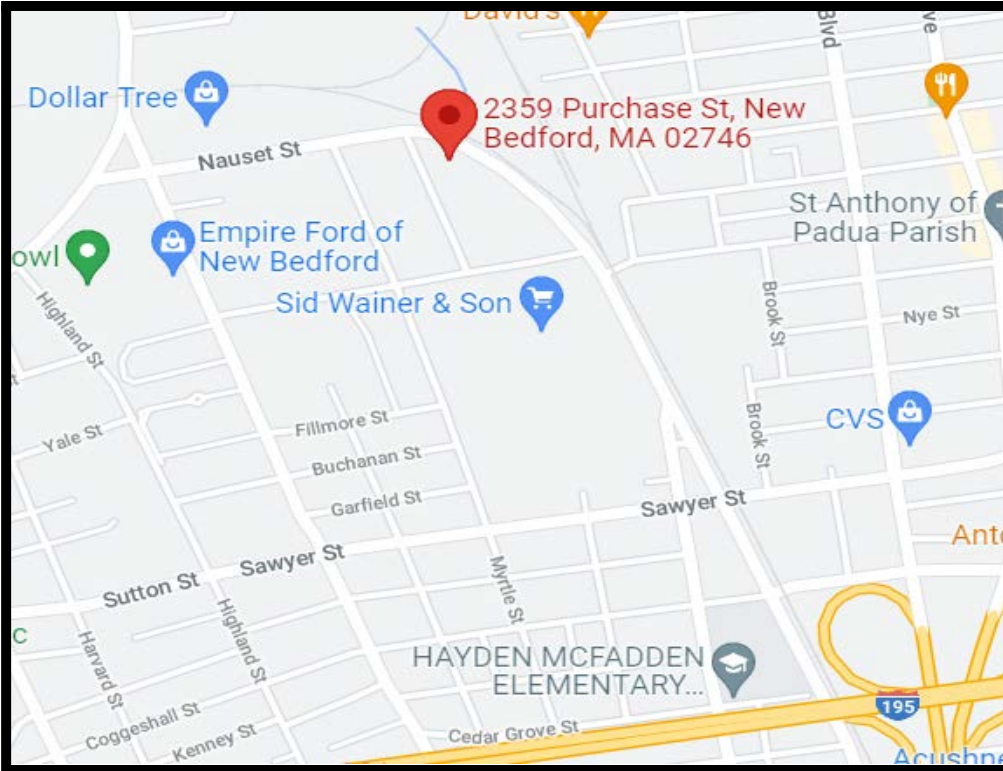 David's
Blvd
ve
Dollar Tree
2359 Purchase St, New
Bedford, MA 02746
Nauset St
St Anthony of
Padua Parish
Empire Ford of
New Bedford
owl
Sid Wainer & Son
Highland St
Brook St
Nye St
Yale St
Fillmore St
Brook St
CVS
Buchanan St
Garfield St
Sawyer St
Sawyer St
Ant
Sutton St
Myrtle St
Highland St
c
Harvard St
HAYDEN MCFADDEN
ELEMENTARY...
195
Coggeshall St
Kenney St
Cedar Grove St
Acushn